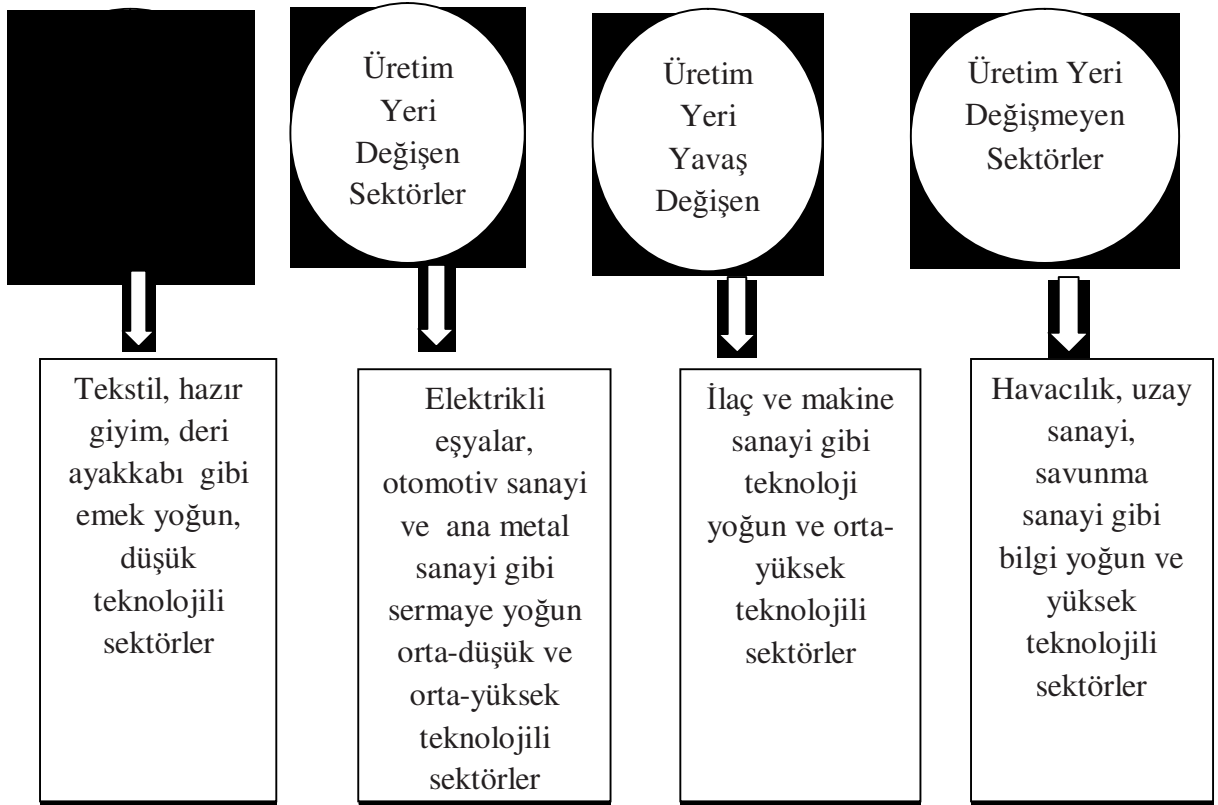 Üretim
Yeri
Değişen
Sektörler
Üretim
Yeri
Yavaş
Değişen
Üretim Yeri
Değişmeyen
Sektörler
Tekstil, hazır
giyim, deri
ayakkabı gibi
emek yoğun,
düşük
teknolojili
sektörler
Elektrikli
eşyalar,
otomotiv sanayi
ve ana metal
sanayi gibi
sermaye yoğun
orta-düşük ve
orta-yüksek
teknolojili
sektörler
İlaç ve makine
sanayi gibi
teknoloji
yoğun ve orta-
yüksek
teknolojili
sektörler
Havacılık, uzay
sanayi,
savunma
sanayi gibi
bilgi yoğun ve
yüksek
teknolojili
sektörler